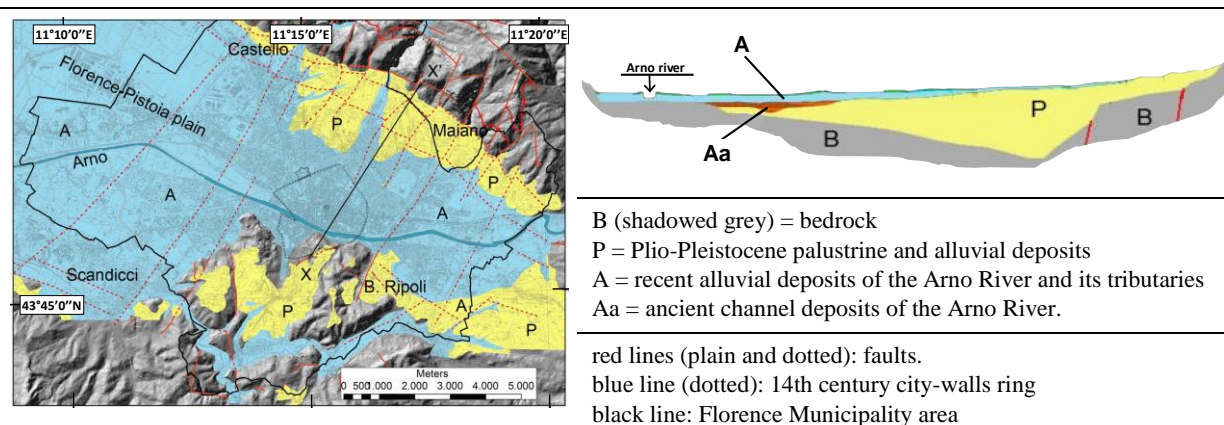 11°10'0''E
11°15'0''E
11°20'0''E
Castello
X'
Florence-Pistoia plain
A
P
Maiano
Arno
A
P
A
Scandicci
X
B. Ripoli
43°45'0''N
P
A
P
Meters
0 500 1.000 2.000 3.000 4.000 5.000
A
Arno river
P
B
B
Aa
B (shadowed grey) = bedrock
P = Plio-Pleistocene palustrine and alluvial deposits
A = recent alluvial deposits of the Arno River and its tributaries
Aa = ancient channel deposits of the Arno River.
red lines (plain and dotted): faults.
blue line (dotted): 14th century city-walls ring
black line: Florence Municipality area